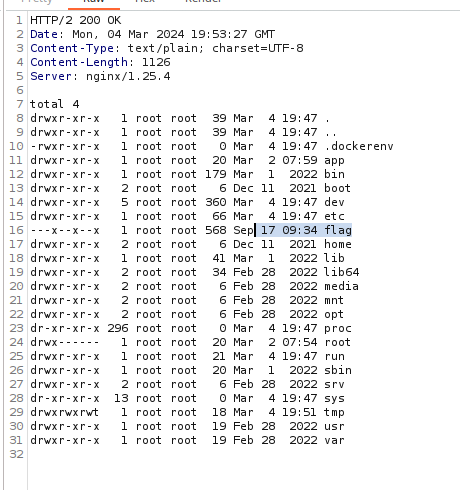 Pretty Raw Hex Render
1 HTTP/2 200 OK
2 Date: Mon, 04 Mar 2024 19:53:27 GMT
3 Content-Type: text/plain; charset=UTF-8
4 Content-Length: 1126
5 Server: nginx/1.25.4
6
7 total 4
8 drwxr-xr-x 1 root root 39 Mar 4 19:47 .
9 drwxr-xr-x 1 root root 39 Mar 4 19:47 ..
10 -rwxr-xr-x 1 root root 0 Mar 4 19:47 .dockerenv
11 drwxr-xr-x 1 root root 20 Mar 2 07:59 app
12 drwxr-xr-x 1 root root 179 Mar 1 2022 bin
13 drwxr-xr-x 2 root root 6 Dec 11 2021 boot
14 drwxr-xr-x 5 root root 360 Mar 4 19:47 dev
15 drwxr-xr-x 1 root root 66 Mar 4 19:47 etc
16 ---x--x--x 1 root root 568 Sep 17 09:34 flag
17 drwxr-xr-x 2 root root 6 Dec 11 2021 home
18 drwxr-xr-x 1 root root 41 Mar 1 2022 lib
19 drwxr-xr-x 2 root root 34 Feb 28 2022 lib64
20 drwxr-xr-x 2 root root 6 Feb 28 2022 media
21 drwxr-xr-x 2 root root 6 Feb 28 2022 mnt
22 drwxr-xr-x 2 root root 6 Feb 28 2022 opt
23 dr-xr-xr-x 296 root root 0 Mar 4 19:47 proc
24 drwx------ 1 root root 20 Mar 2 07:54 root
25 drwxr-xr-x 1 root root 21 Mar 4 19:47 run
26 drwxr-xr-x 1 root root 20 Mar 1 2022 sbin
27 drwxr-xr-x 2 root root 6 Feb 28 2022 srv
28 dr-xr-xr-x 13 root root 0 Mar 4 19:47 sys
29 drwxrwxrwt 1 root root 18 Mar 4 19:51 tmp
30 drwxr-xr-x 1 root root 19 Feb 28 2022 usr
31 drwxr-xr-x 1 root root 19 Feb 28 2022 var
32